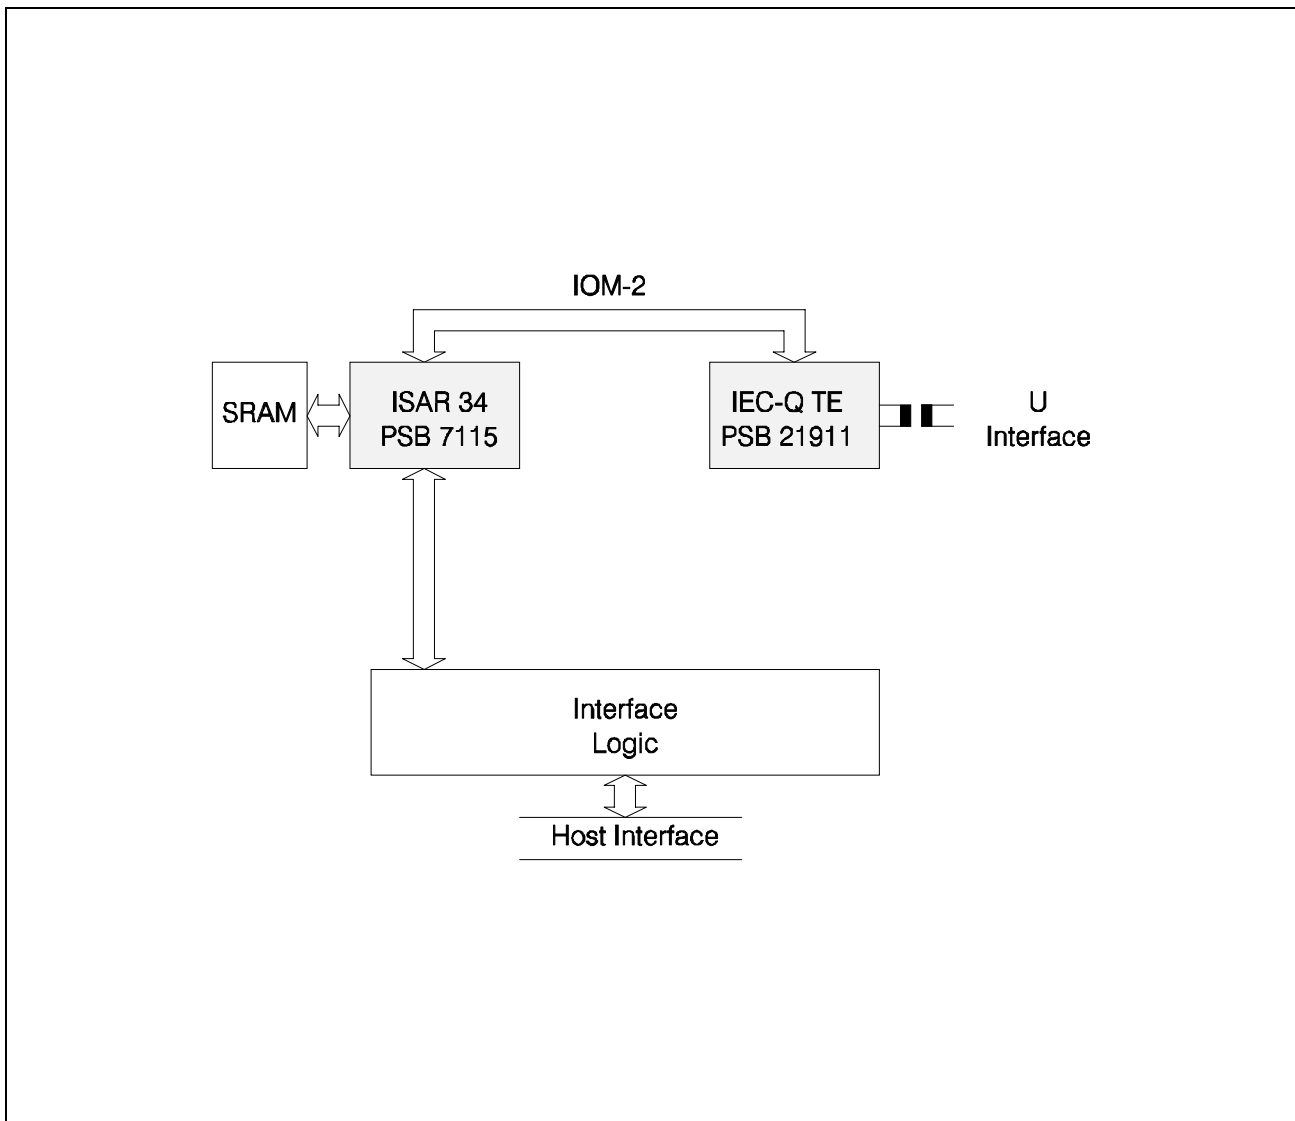 IOM-2
SRAM
ISAR 34
PSB 7115
IEC-Q TE
PSB 21911
U
Interface
Interface
Logic
Host Interface